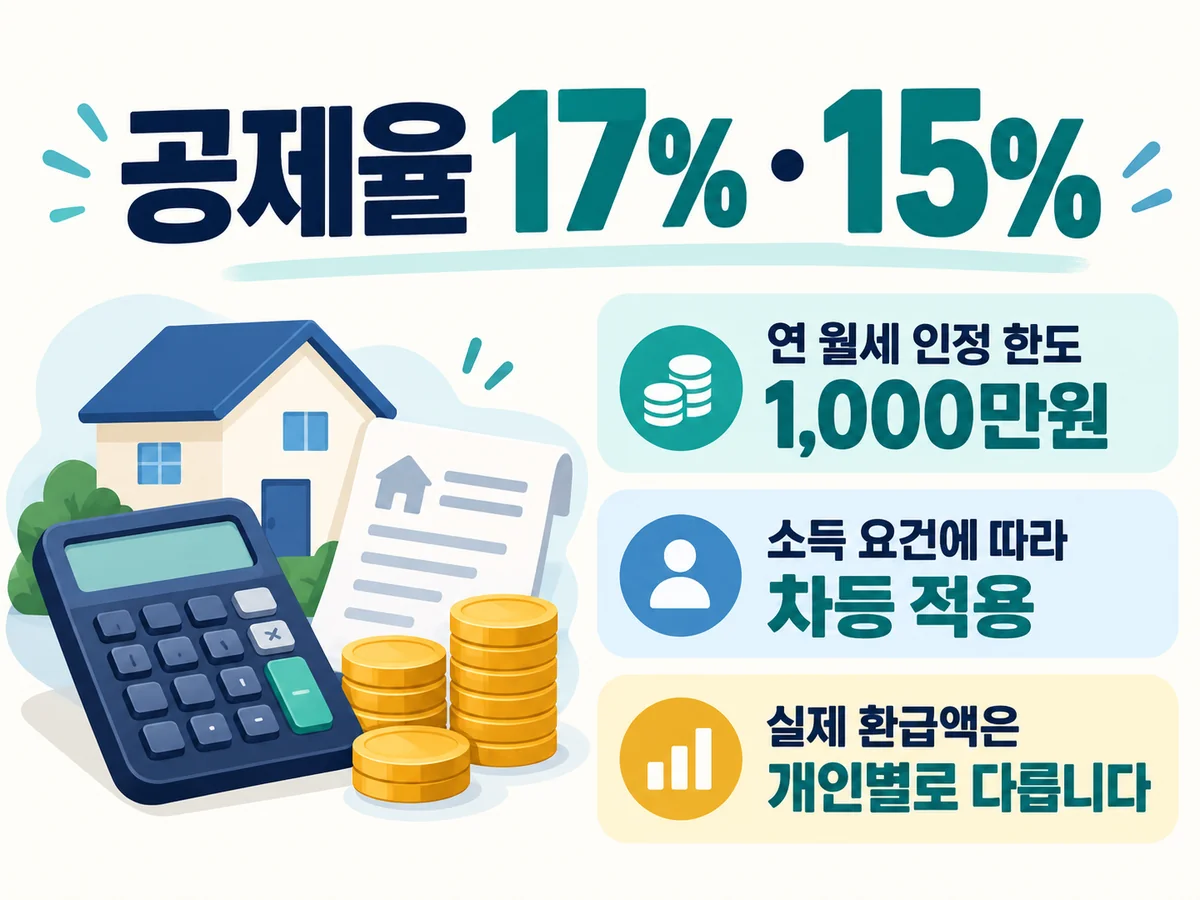 공제율 17%·15%
연 월세 인정 한도
1,000만원
소득 요건에 따라
차등 적용
실제 환급액은
개인별로 다릅니다